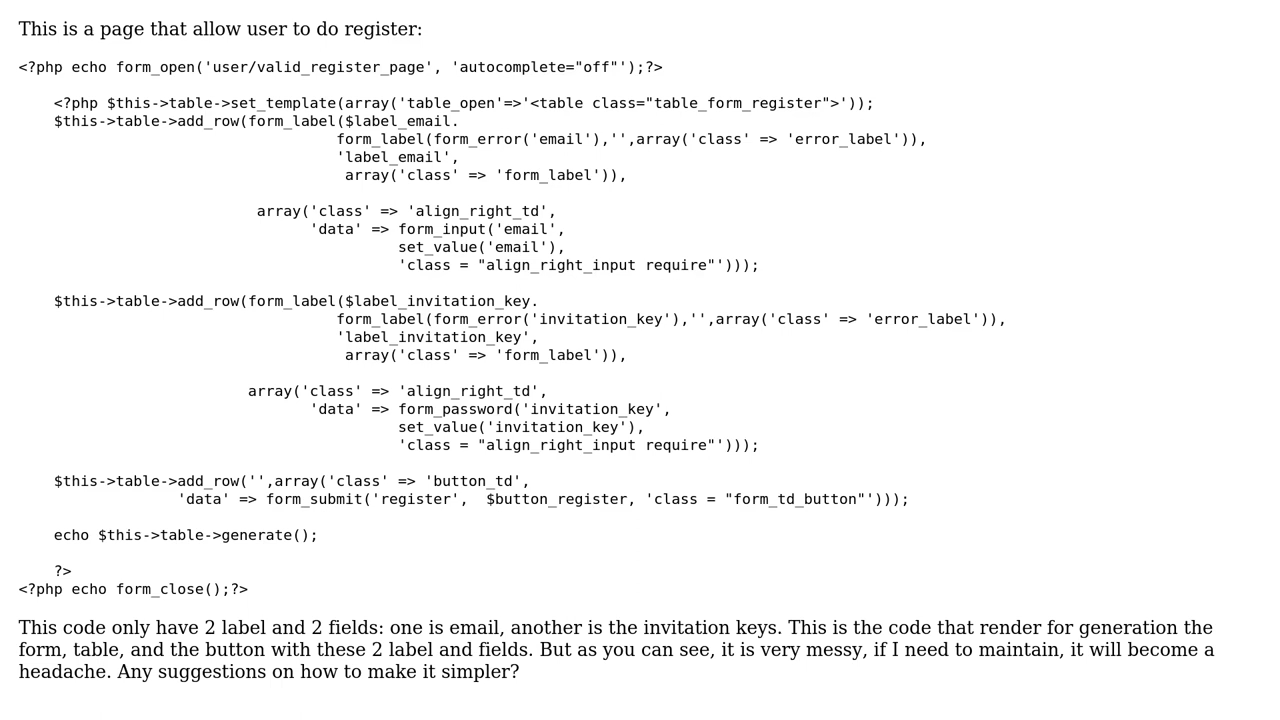 This is a page that allow user to do register:
<?php echo form_open('user/valid_register_page', 'autocomplete="off"');?>
<?php $this->table->set_template(array('table_open'=>'<table class="table_form_register">'));
$this->table->add_row(form_label($label_email.
form_label(form_error('email'),'',array('class' => 'error_label')),
'label_email',
array('class' => 'form_label')),
array('class' => 'align_right_td',
'data' => form_input('email',
set_value('email'),
'class = "align_right_input require"')));
$this->table->add_row(form_label($label_invitation_key.
form_label(form_error('invitation_key'),'',array('class' => 'error_label')),
'label_invitation_key',
array('class' => 'form_label')),
array('class' => 'align_right_td',
'data' => form_password('invitation_key',
set_value('invitation_key'),
'class = "align_right_input require"')));
$this->table->add_row('',array('class' => 'button_td',
'data' => form_submit('register',  $button_register, 'class = "form_td_button"')));
echo $this->table->generate();
?>
<?php echo form_close();?>
This code only have 2 label and 2 fields: one is email, another is the invitation keys. This is the code that render for generation the
form, table, and the button with these 2 label and fields. But as you can see, it is very messy, if I need to maintain, it will become a
headache. Any suggestions on how to make it simpler?